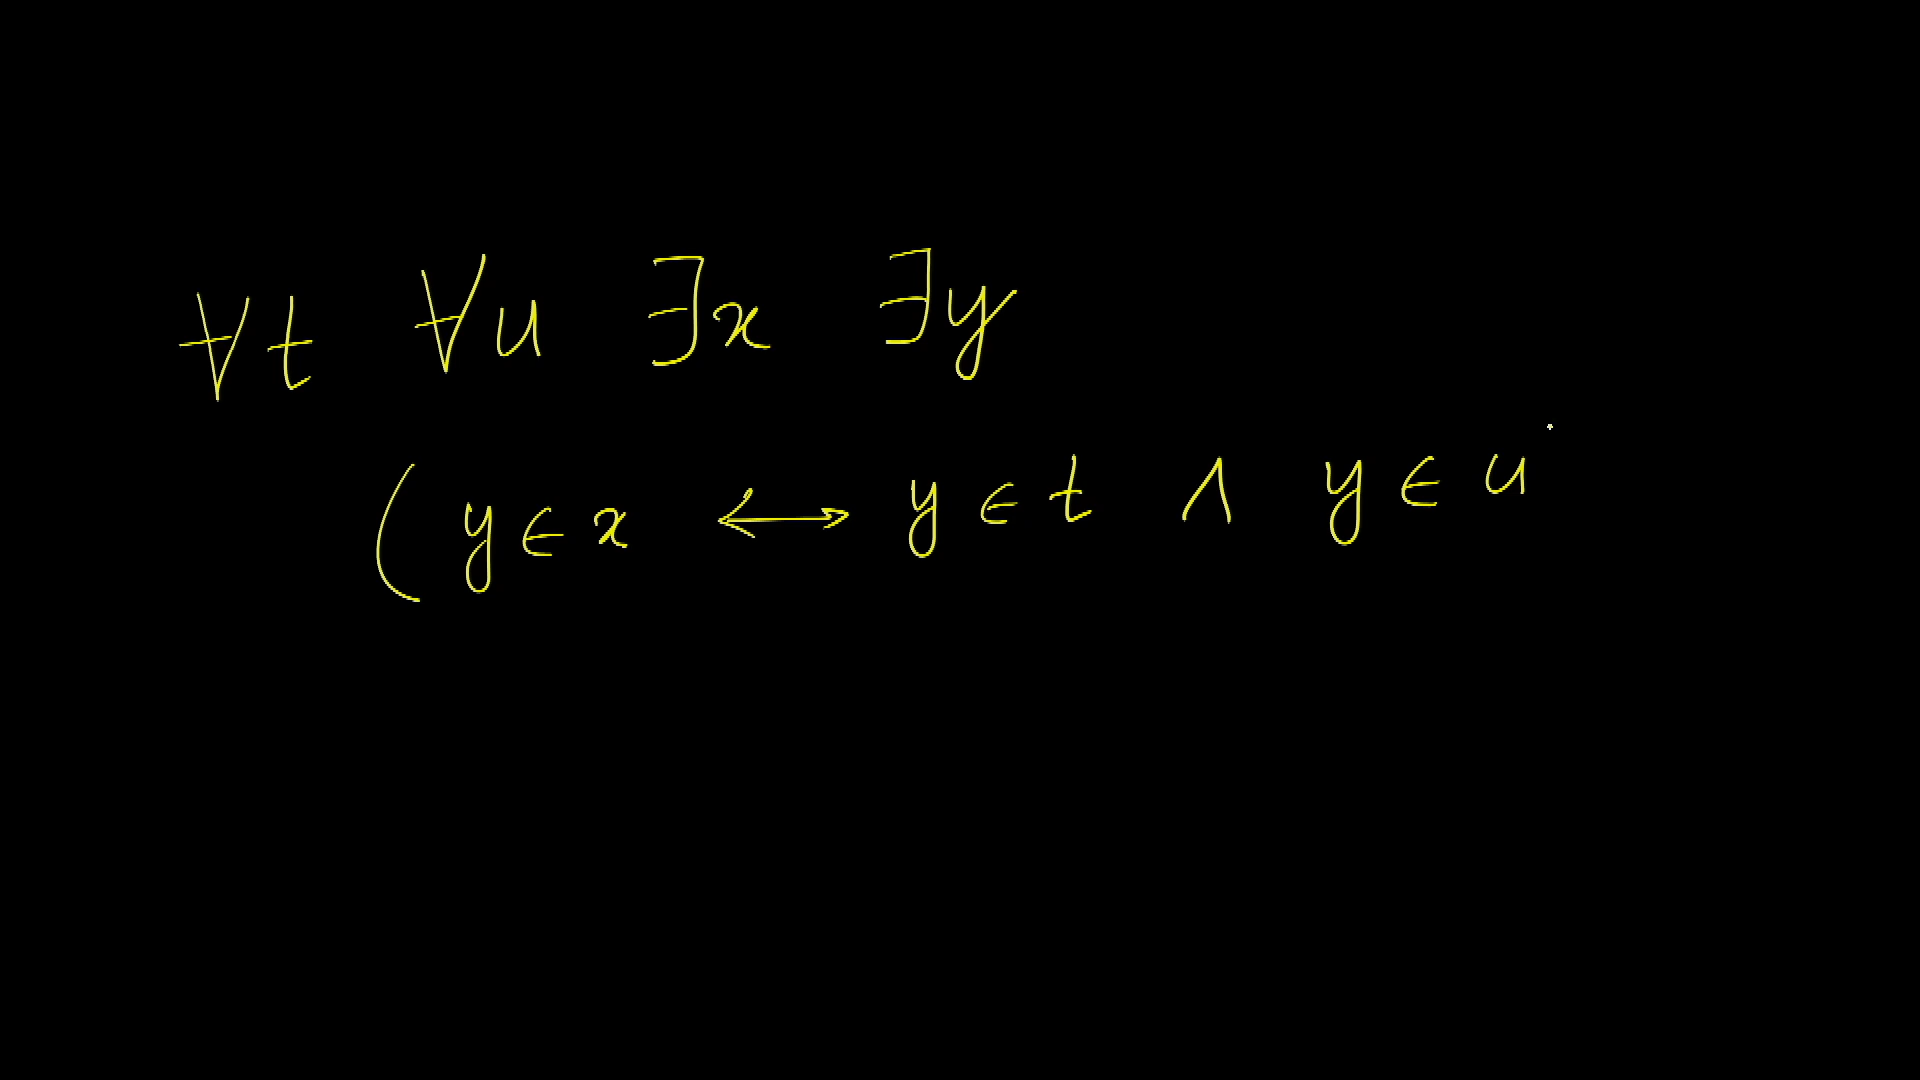 ∀t ∀u ∃x ∃y
(y∈x ⟷ y∈t ∧ y∈u